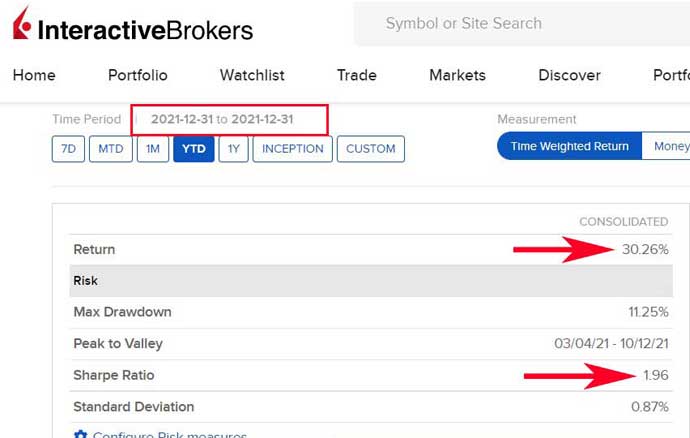 InteractiveBrokers
Symbol or Site Search
Home Portfolio Watchlist Trade Markets Discover Portf
Time Period 2021-12-31 to 2021-12-31 Measurement
7D MTD 1M YTD 1Y INCEPTION CUSTOM Time Weighted Return Money
CONSOLIDATED
Return 30.26%
Risk
Max Drawdown 11.25%
Peak to Valley 03/04/21 - 10/12/21
Sharpe Ratio 1.96
Standard Deviation 0.87%
Configure Risk measures